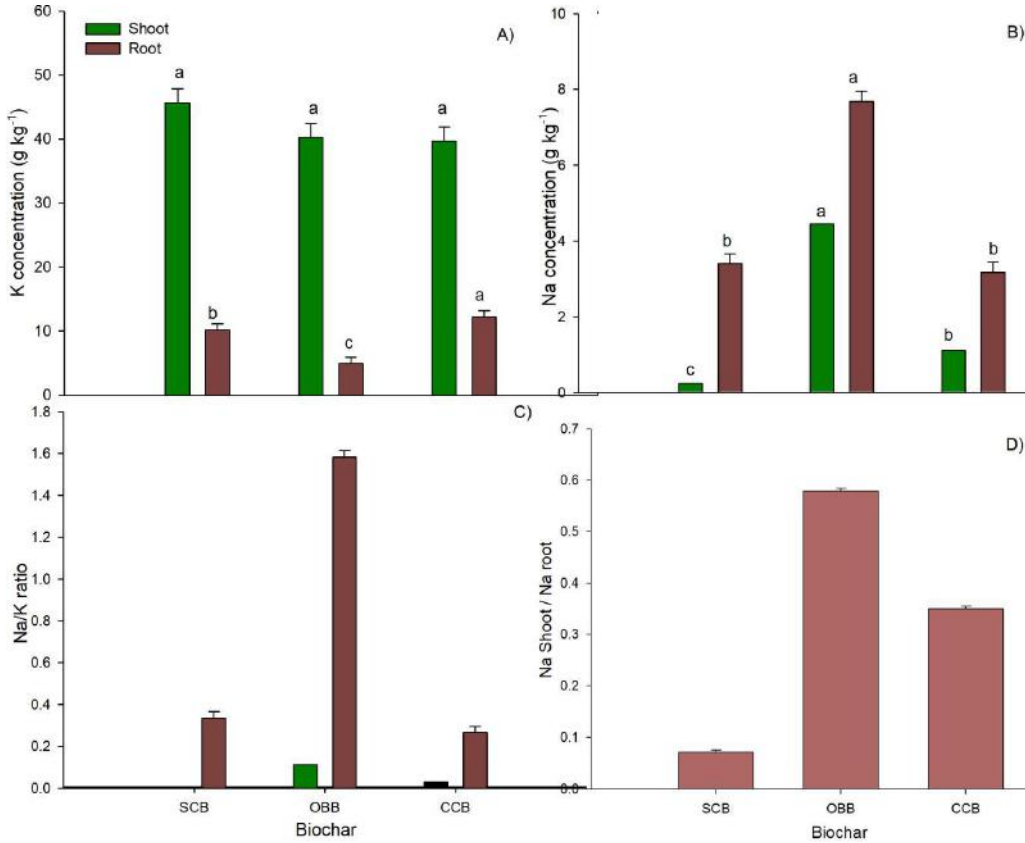 A)
Shoot
Root
60
50
40
30
20
10
0
K concentration (g kg⁻¹)
a
b
a
c
a
a
B)
10
8
6
4
2
0
Na concentration (g kg⁻¹)
c
b
a
a
b
b
C)
1.8
1.6
1.4
1.2
1.0
0.8
0.6
0.4
0.2
0.0
Na/K ratio
SCB OBB CCB
Biochar
D)
0.7
0.6
0.5
0.4
0.3
0.2
0.1
0.0
Na Shoot / Na root
SCB OBB CCB
Biochar